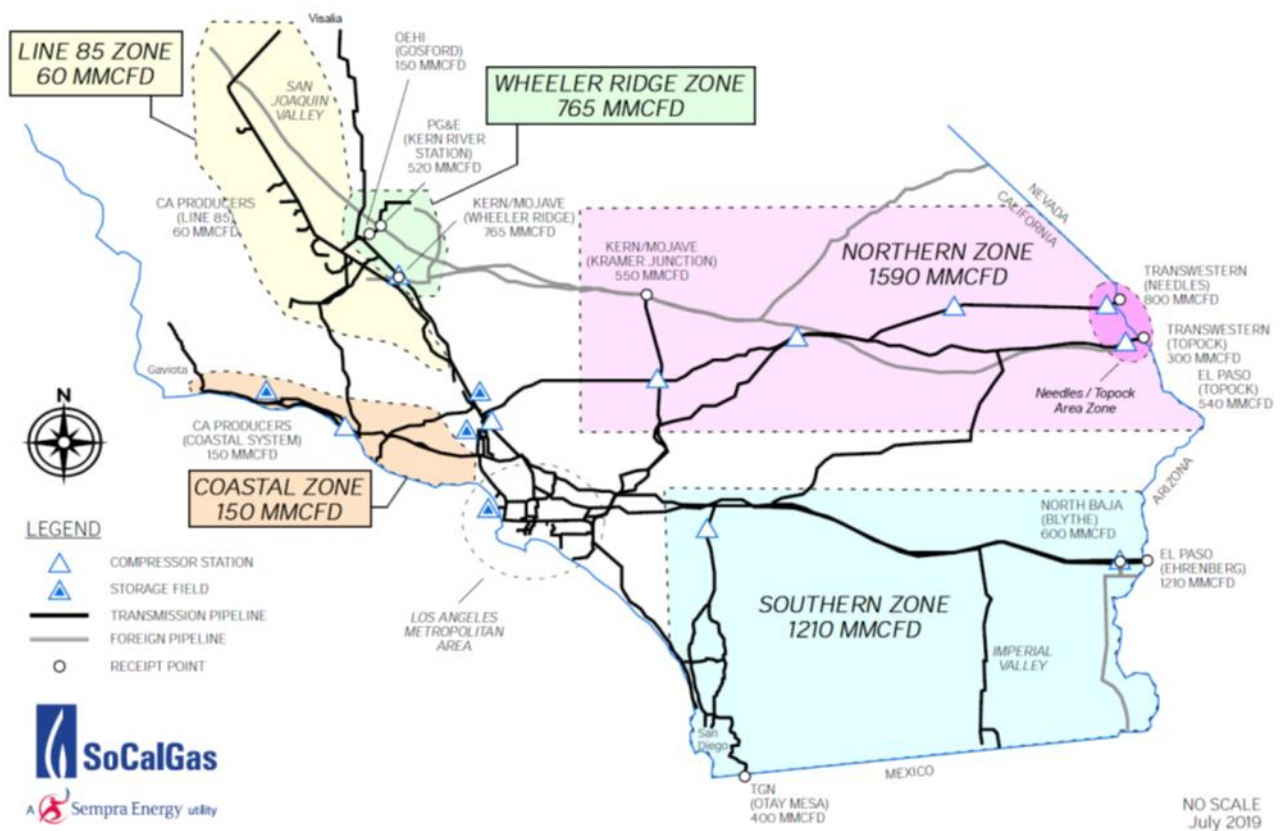 Visalia
LINE 85 ZONE
60 MMCFD
OEHI
(GOSFORD)
150 MMCFD
SAN
JOAQUIN
VALLEY
WHEELER RIDGE ZONE
765 MMCFD
PG&E
(KERN RIVER
STATION)
520 MMCFD
CA PRODUCERS
(LINE 85)
60 MMCFD
KERN/MOJAVE
(WHEELER RIDGE)
765 MMCFD
KERN/MOJAVE
(KRAMER JUNCTION)
550 MMCFD
NEVADA
CALIFORNIA
NORTHERN ZONE
1590 MMCFD
TRANSWESTERN
(NEEDLES)
800 MMCFD
TRANSWESTERN
(TOPOCK)
300 MMCFD
EL PASO
(TOPOCK)
540 MMCFD
Needles / Topock
Area Zone
Gaviota
N
CA PRODUCERS
(COASTAL SYSTEM)
150 MMCFD
COASTAL ZONE
150 MMCFD
ARIZONA
NORTH BAJA
(BLYTHE)
600 MMCFD
EL PASO
(EHRENBERG)
1210 MMCFD
LEGEND
COMPRESSOR STATION
STORAGE FIELD
TRANSMISSION PIPELINE
FOREIGN PIPELINE
RECEIPT POINT
LOS ANGELES
METROPOLITAN
AREA
SOUTHERN ZONE
1210 MMCFD
IMPERIAL
VALLEY
San
Diego
MEXICO
TGN
(OTAY MESA)
400 MMCFD
SoCalGas
A Sempra Energy utility
NO SCALE
July 2019